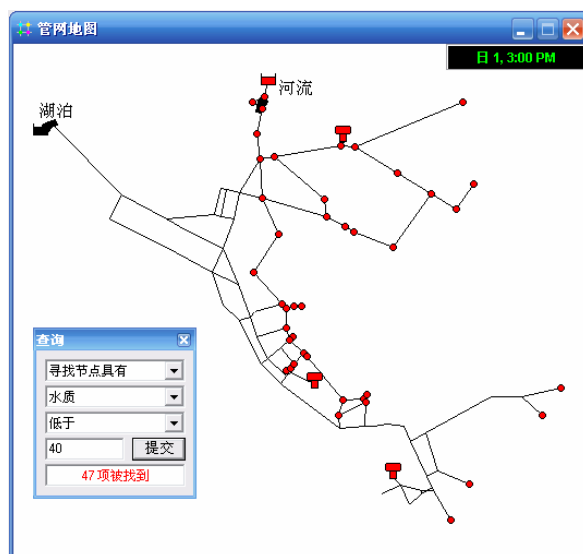 管网地图
日 1, 3:00 PM
河流
湖泊
查询
寻找节点具有
水质
低于
40 提交
47 项被找到